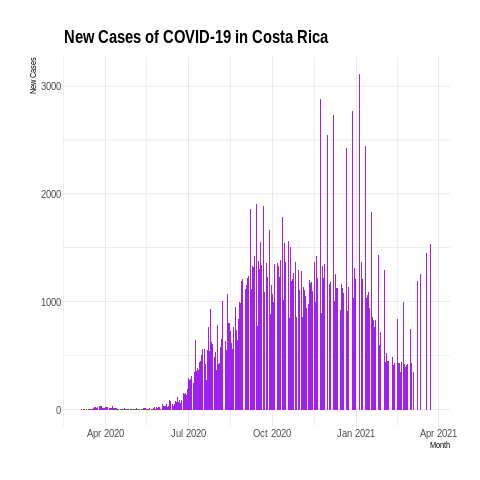 New Cases of COVID-19 in Costa Rica
New Cases
3000
2000
1000
0
Apr 2020 Jul 2020 Oct 2020 Jan 2021 Apr 2021
Month